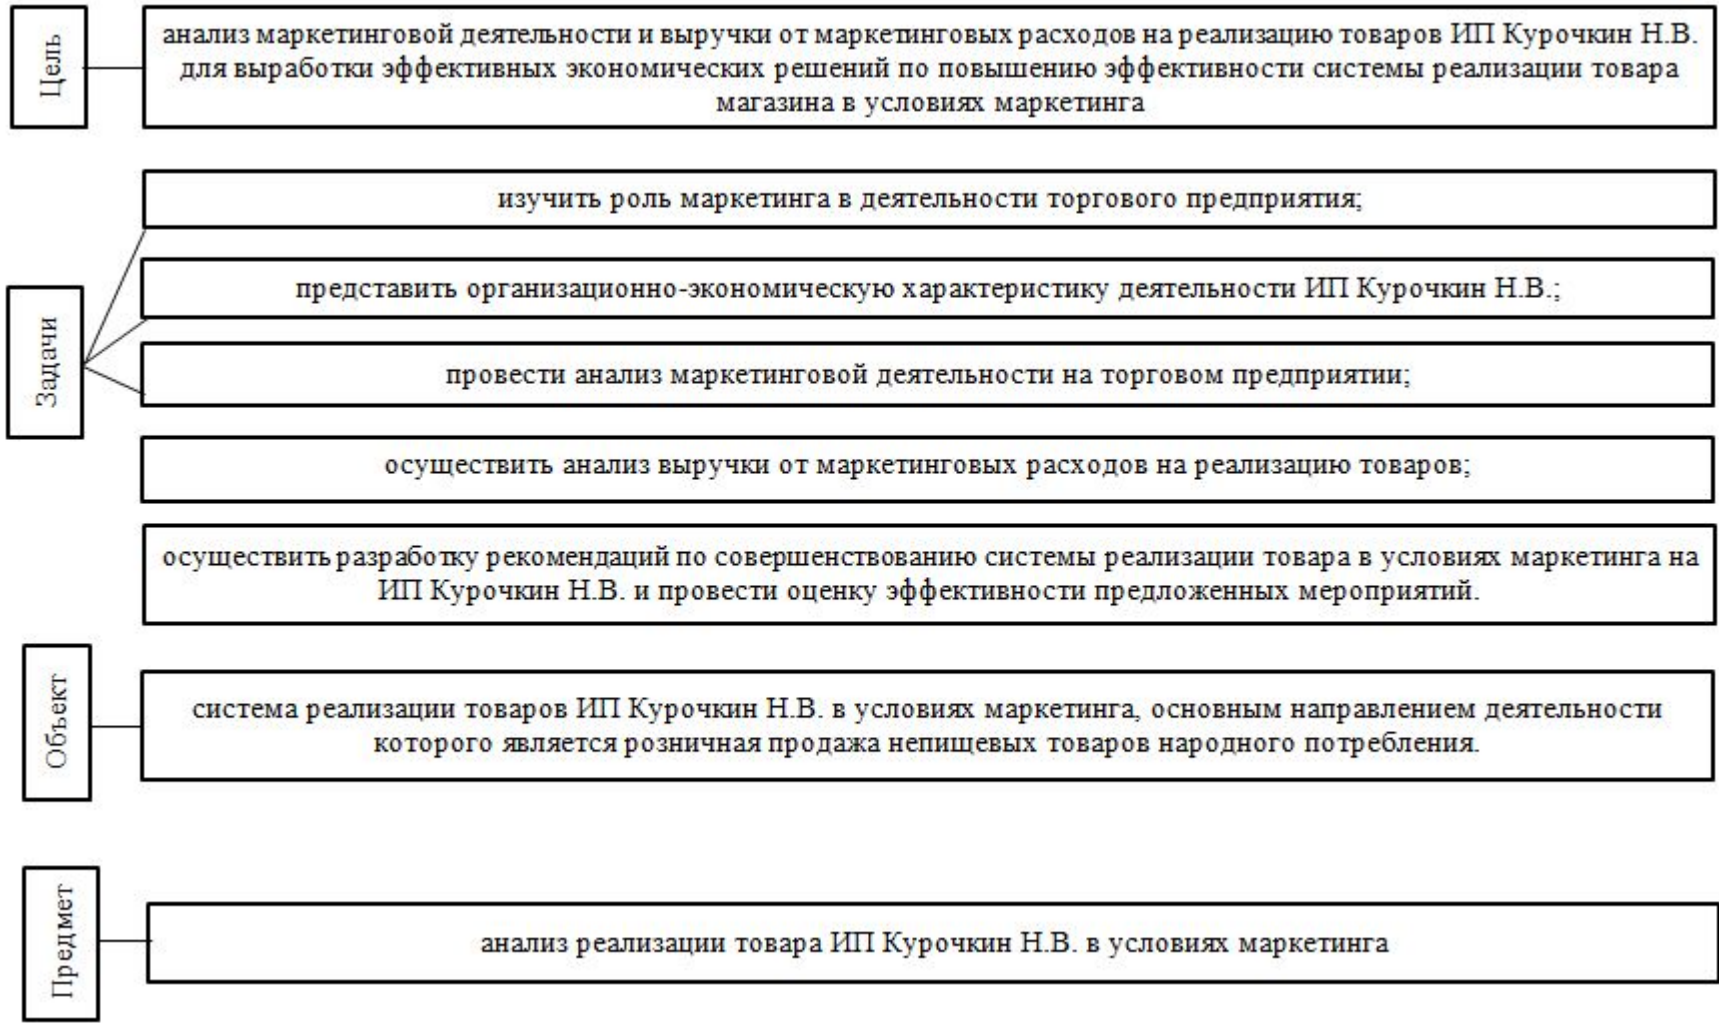 Цель
анализ маркетинговой деятельности и выручки от маркетинговых расходов на реализацию товаров ИП Курочкин Н.В.
для выработки эффективных экономических решений по повышению эффективности системы реализации товара
магазина в условиях маркетинга
Задачи
изучить роль маркетинга в деятельности торгового предприятия;
представить организационно-экономическую характеристику деятельности ИП Курочкин Н.В.;
провести анализ маркетинговой деятельности на торговом предприятии;
осуществить анализ выручки от маркетинговых расходов на реализацию товаров;
осуществить разработку рекомендаций по совершенствованию системы реализации товара в условиях маркетинга на
ИП Курочкин Н.В. и провести оценку эффективности предложенных мероприятий.
Объект
система реализации товаров ИП Курочкин Н.В. в условиях маркетинга, основным направлением деятельности
которого является розничная продажа непищевых товаров народного потребления.
Предмет
анализ реализации товара ИП Курочкин Н.В. в условиях маркетинга